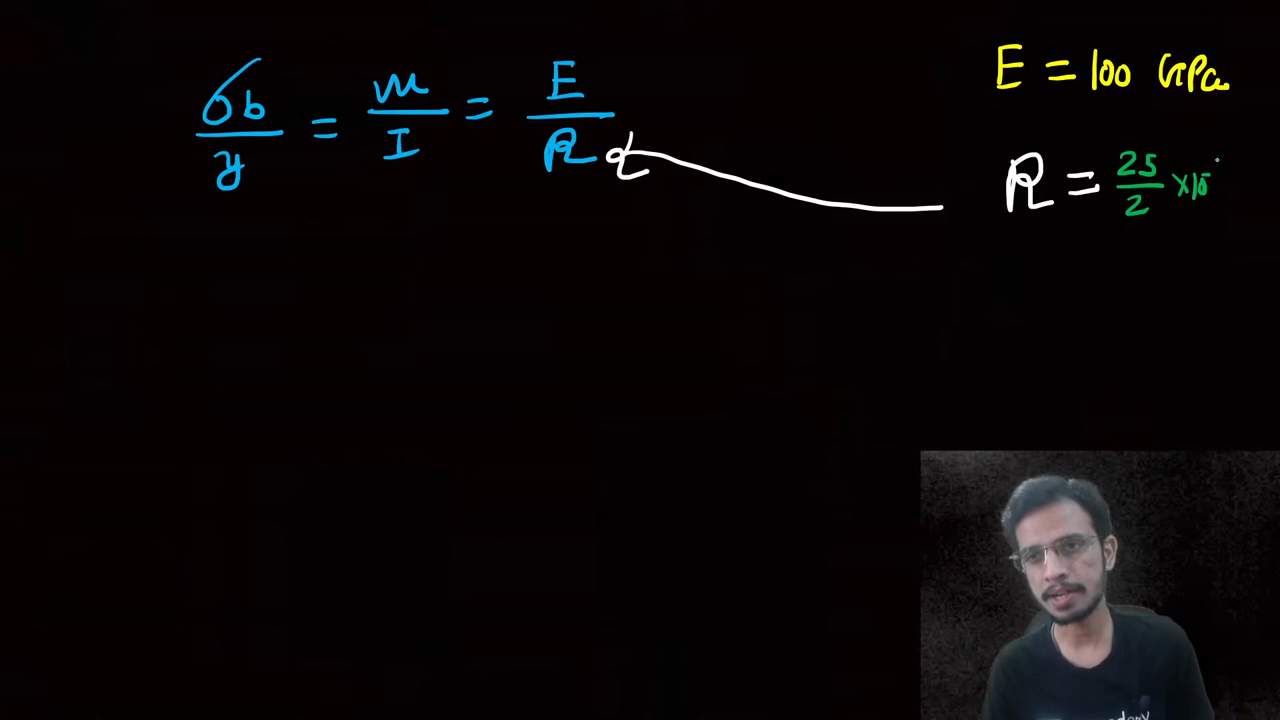 σb/y = M/I = E/R
E = 100 GPa
R = 25/2 × 10